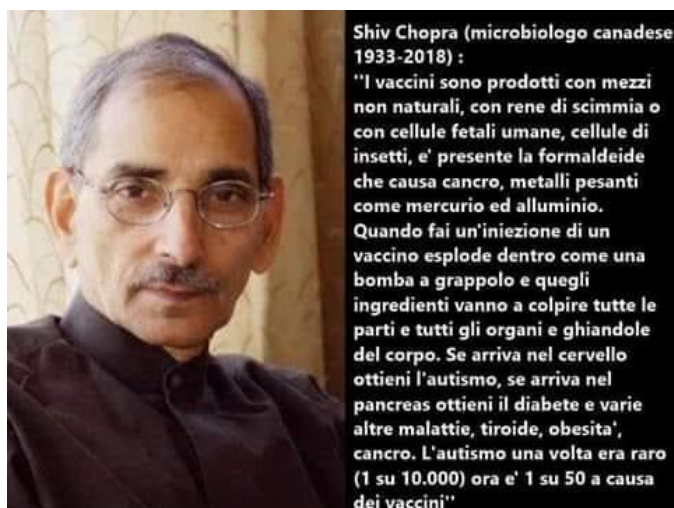 Shiv Chopra (microbiologo canadese
1933-2018) :
''I vaccini sono prodotti con mezzi
non naturali, con rene di scimmia o
con cellule fetali umane, cellule di
insetti, e' presente la formaldeide
che causa cancro, metalli pesanti
come mercurio ed alluminio.
Quando fai un'iniezione di un
vaccino esplode dentro come una
bomba a grappolo e quegli
ingredienti vanno a colpire tutte le
parti e tutti gli organi e ghiandole
del corpo. Se arriva nel cervello
ottieni l'autismo, se arriva nel
pancreas ottieni il diabete e varie
altre malattie, tiroide, obesita',
cancro. L'autismo una volta era raro
(1 su 10.000) ora e' 1 su 50 a causa
dei vaccini''